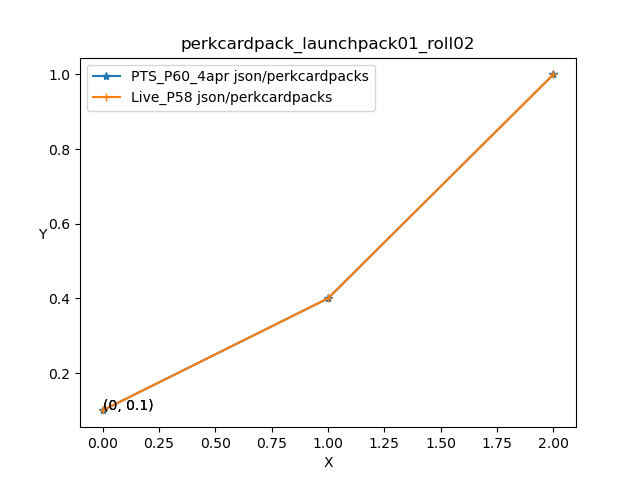 perkcardpack_launchpack01_roll02
PTS_P60_4apr json/perkcardpacks
Live_P58 json/perkcardpacks
1.0
0.8
0.6
Y
0.4
0.2
(0, 0.1)
0.00 0.25 0.50 0.75 1.00 1.25 1.50 1.75 2.00
X